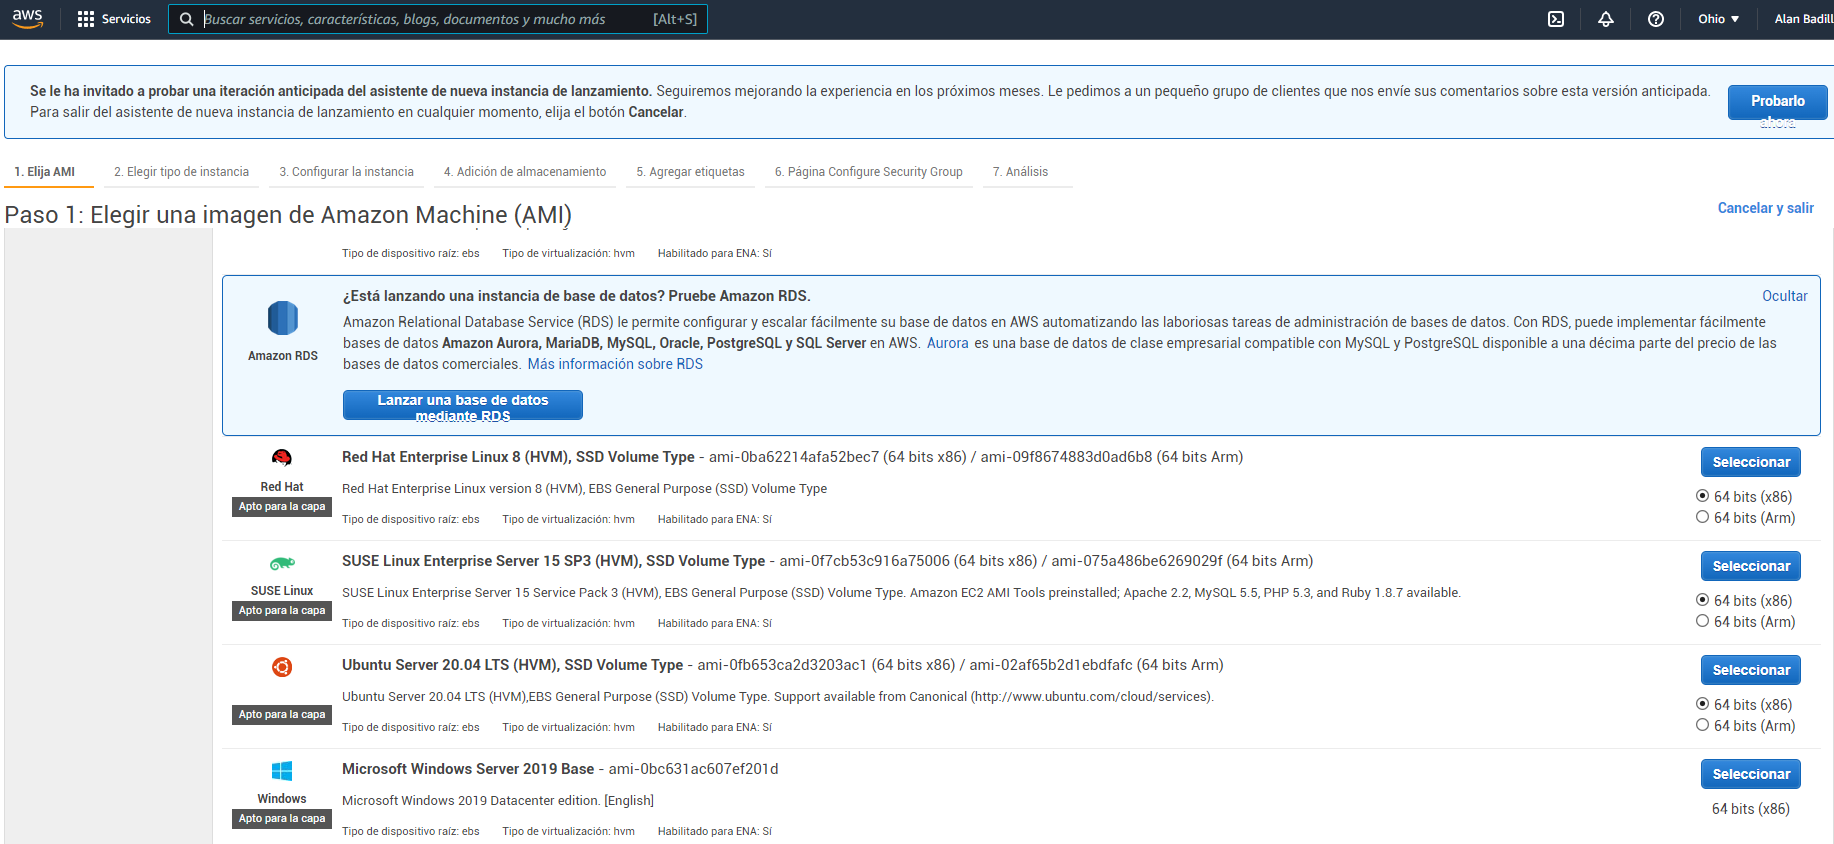 aws
Servicios
Buscar servicios, características, blogs, documentos y mucho más
[Alt+S]
Ohio
Alan Badill
Se le ha invitado a probar una iteración anticipada del asistente de nueva instancia de lanzamiento. Seguiremos mejorando la experiencia en los próximos meses. Le pedimos a un pequeño grupo de clientes que nos envíe sus comentarios sobre esta versión anticipada.
Para salir del asistente de nueva instancia de lanzamiento en cualquier momento, elija el botón Cancelar.
Probarlo
ahora
1. Elija AMI
2. Elegir tipo de instancia
3. Configurar la instancia
4. Adición de almacenamiento
5. Agregar etiquetas
6. Página Configure Security Group
7. Análisis
Paso 1: Elegir una imagen de Amazon Machine (AMI)
Cancelar y salir
Tipo de dispositivo raíz: ebs
Tipo de virtualización: hvm
Habilitado para ENA: Sí
Amazon RDS
¿Está lanzando una instancia de base de datos? Pruebe Amazon RDS.
Ocultar
Amazon Relational Database Service (RDS) le permite configurar y escalar fácilmente su base de datos en AWS automatizando las laboriosas tareas de administración de bases de datos. Con RDS, puede implementar fácilmente
bases de datos Amazon Aurora, MariaDB, MySQL, Oracle, PostgreSQL y SQL Server en AWS. Aurora es una base de datos de clase empresarial compatible con MySQL y PostgreSQL disponible a una décima parte del precio de las
bases de datos comerciales. Más información sobre RDS
Lanzar una base de datos
mediante RDS
Red Hat
Apto para la capa
Red Hat Enterprise Linux 8 (HVM), SSD Volume Type - ami-0ba62214afa52bec7 (64 bits x86) / ami-09f8674883d0ad6b8 (64 bits Arm)
Red Hat Enterprise Linux version 8 (HVM), EBS General Purpose (SSD) Volume Type
Tipo de dispositivo raíz: ebs
Tipo de virtualización: hvm
Habilitado para ENA: Sí
Seleccionar
64 bits (x86)
64 bits (Arm)
SUSE Linux
Apto para la capa
SUSE Linux Enterprise Server 15 SP3 (HVM), SSD Volume Type - ami-0f7cb53c916a75006 (64 bits x86) / ami-075a486be6269029f (64 bits Arm)
SUSE Linux Enterprise Server 15 Service Pack 3 (HVM), EBS General Purpose (SSD) Volume Type. Amazon EC2 AMI Tools preinstalled; Apache 2.2, MySQL 5.5, PHP 5.3, and Ruby 1.8.7 available.
Tipo de dispositivo raíz: ebs
Tipo de virtualización: hvm
Habilitado para ENA: Sí
Seleccionar
64 bits (x86)
64 bits (Arm)
Apto para la capa
Ubuntu Server 20.04 LTS (HVM), SSD Volume Type - ami-0fb653ca2d3203ac1 (64 bits x86) / ami-02af65b2d1ebdfafc (64 bits Arm)
Ubuntu Server 20.04 LTS (HVM),EBS General Purpose (SSD) Volume Type. Support available from Canonical (http://www.ubuntu.com/cloud/services).
Tipo de dispositivo raíz: ebs
Tipo de virtualización: hvm
Habilitado para ENA: Sí
Seleccionar
64 bits (x86)
64 bits (Arm)
Windows
Apto para la capa
Microsoft Windows Server 2019 Base - ami-0bc631ac607ef201d
Microsoft Windows 2019 Datacenter edition. [English]
Tipo de dispositivo raíz: ebs
Tipo de virtualización: hvm
Habilitado para ENA: Sí
Seleccionar
64 bits (x86)